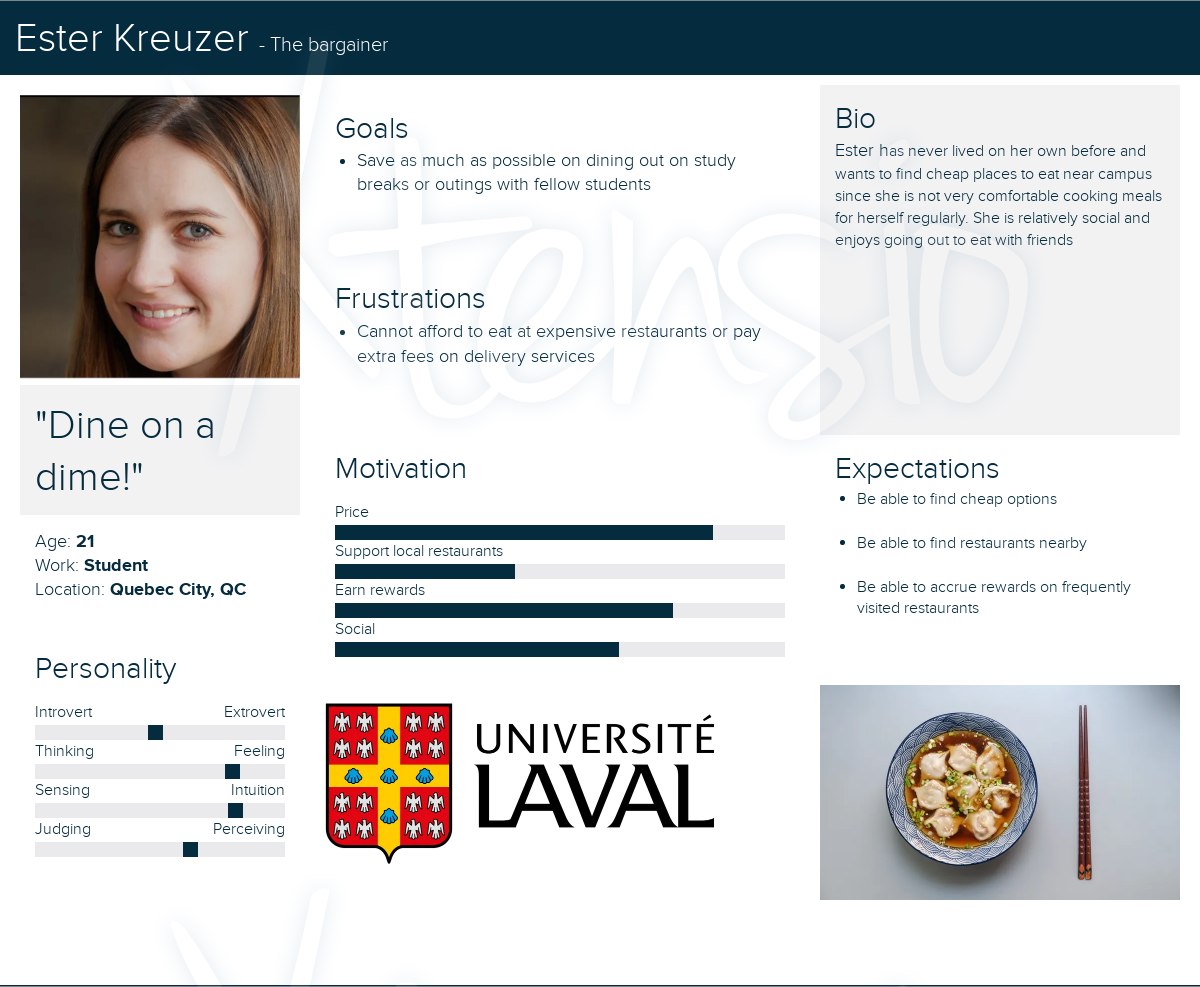 Ester Kreuzer - The bargainer
"Dine on a
dime!"
Age: 21
Work: Student
Location: Quebec City, QC
Personality
Introvert Extrovert
Thinking Feeling
Sensing Intuition
Judging Perceiving
Goals
• Save as much as possible on dining out on study
breaks or outings with fellow students
Frustrations
• Cannot afford to eat at expensive restaurants or pay
extra fees on delivery services
Motivation
Price
Support local restaurants
Earn rewards
Social
UNIVERSITÉ
LAVAL
Bio
Ester has never lived on her own before and
wants to find cheap places to eat near campus
since she is not very comfortable cooking meals
for herself regularly. She is relatively social and
enjoys going out to eat with friends
Expectations
• Be able to find cheap options
• Be able to find restaurants nearby
• Be able to accrue rewards on frequently
visited restaurants
Xtensio